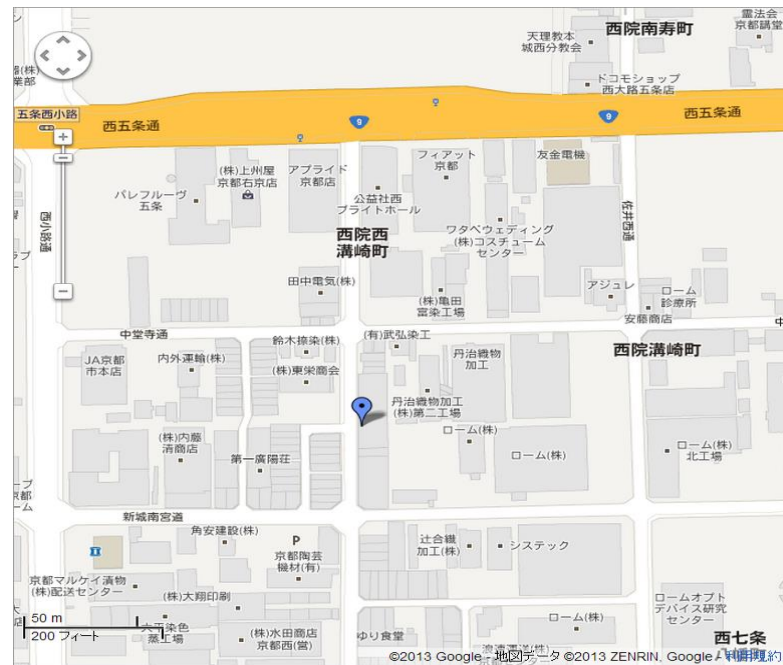 西院南寿町
霊法会
京都講堂
天理教本
城西分教会
ドコモショップ
西大路五条店
器(株)
業部
五条西小路
西五条通
9
9
西五条通
(株)上州屋
京都右京店
アプライド
京都店
フィアット
京都
友金電機
パレフルーヴ
五条
公益社西
ブライトホール
西小路通
佐井西通
西院西
溝崎町
ワタベウェディング
(株)コスチューム
センター
田中電気(株)
(株)亀田
富染工場
アジュレ
ローム
診療所
安藤商店
中堂寺通
中
鈴木捺染(株)
(有)武弘染工
西院溝崎町
JA京都
市本店
内外運輸(株)
(株)東栄商会
丹治織物
加工
丹治織物加工
(株)第二工場
(株)内藤
清商店
第一廣陽荘
ローム(株)
ローム(株)
ローム(株)
北工場
新城南宮道
角安建設(株)
P
京都陶芸
機材(有)
辻合織
加工(株)
システック
京都マルケイ漬物
(株)配送センター
(株)大翔印刷
ロームオプト
デバイス研究
センター
50 m
200 フィート
六王染色
蒸工場
(株)水田商店
京都西(営)
ゆり食堂
ローム(株)
西七条
©2013 Google - 地図データ ©2013 ZENRIN, Google - 利用規約